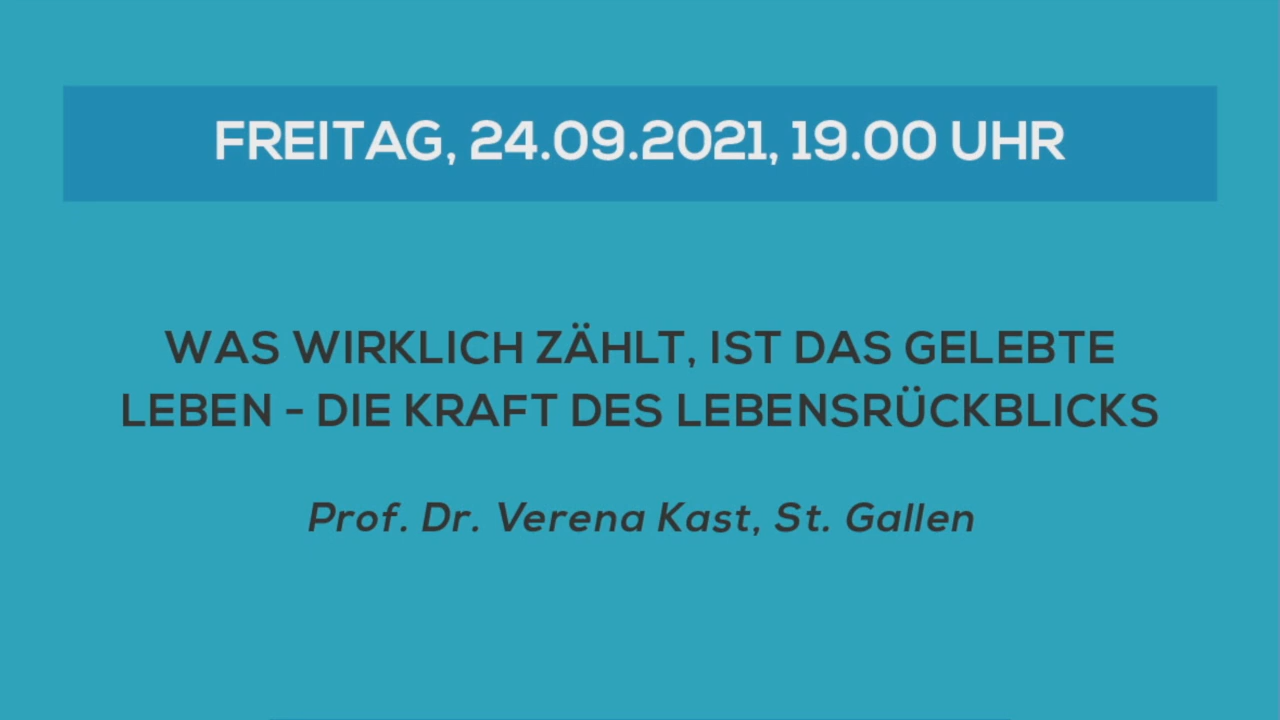 FREITAG, 24.09.2021, 19.00 UHR
WAS WIRKLICH ZÄHLT, IST DAS GELEBTE
LEBEN - DIE KRAFT DES LEBENSRÜCKBLICKS
Prof. Dr. Verena Kast, St. Gallen